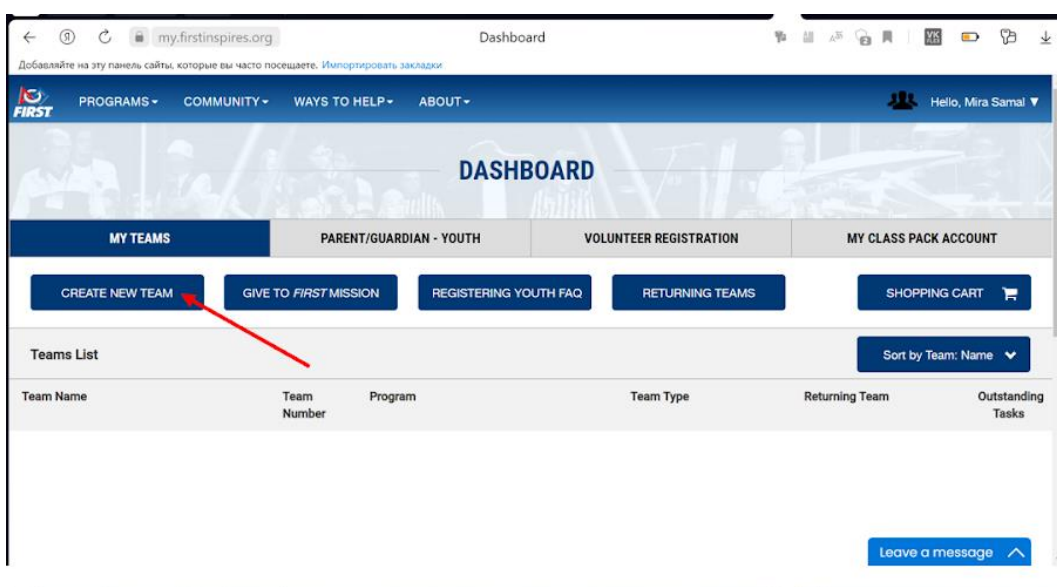 my.firstinspires.org Dashboard
Добавляйте на эту панель сайты, которые вы часто посещаете. Импортировать закладки
FIRST PROGRAMS COMMUNITY WAYS TO HELP ABOUT Hello, Mira Samal
DASHBOARD
MY TEAMS PARENT/GUARDIAN - YOUTH VOLUNTEER REGISTRATION MY CLASS PACK ACCOUNT
CREATE NEW TEAM GIVE TO FIRST MISSION REGISTERING YOUTH FAQ RETURNING TEAMS SHOPPING CART
Teams List Sort by Team: Name
Team Name Team Number Program Team Type Returning Team Outstanding Tasks
Leave a message